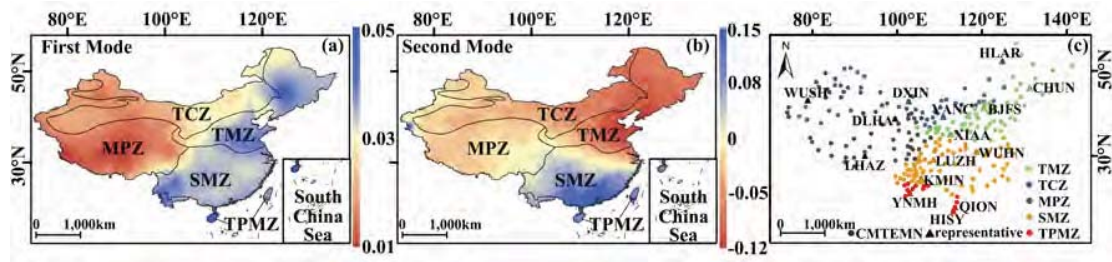 80°E 100°E 120°E
50°N
30°N
First Mode (a)
TCZ
TMZ
MPZ
SMZ
TPMZ
South
China
Sea
0 1,000km
0.05
0.03
0.01
80°E 100°E 120°E
Second Mode (b)
TCZ
TMZ
MPZ
SMZ
TPMZ
South
China
Sea
0 1,000km
0.15
0.08
0
-0.05
-0.12
80°E 100°E 120°E 140°E
50°N
30°N
N
(c)
HLAR
WUSH DXIN CHUN
YANC BJFS
DLHA
XIAA
LHAZ LUZH WUHN
KMIN
YNMH
QION
HISY
TMZ
TCZ
MPZ
SMZ
TPMZ
0 1,000km
CMTEMN representative